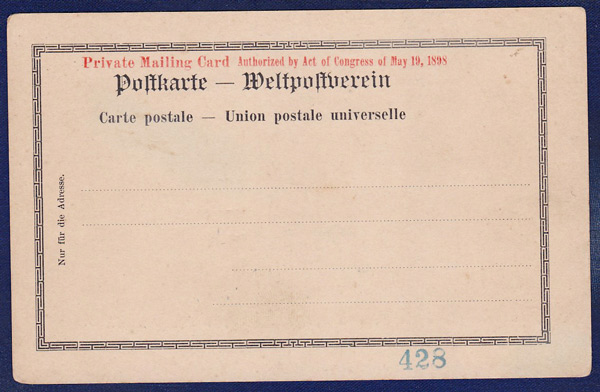 Private Mailing Card Authorized by Act of Congress of May 19, 1898
Postkarte — Weltpostverein
Carte postale — Union postale universelle
Nur für die Adresse.
428